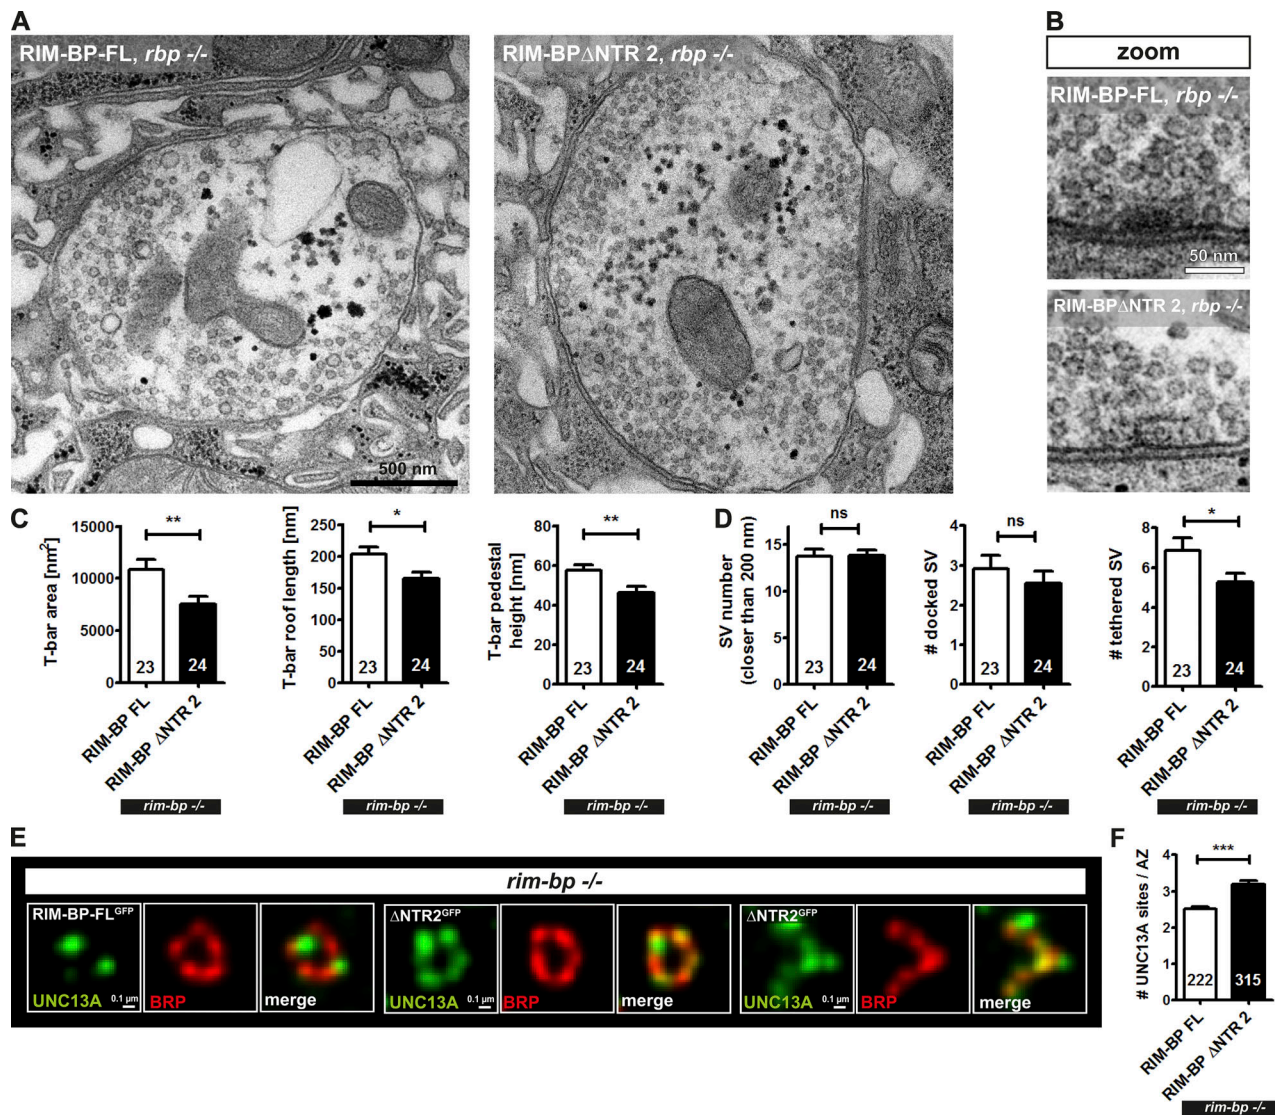 A
RIM-BP-FL, rbp -/-
500 nm
RIM-BPΔNTR 2, rbp -/-
B
zoom
RIM-BP-FL, rbp -/-
50 nm
RIM-BPΔNTR 2, rbp -/-
C
T-bar area [nm²]
15000
10000
5000
0
**
23
24
RIM-BP FL
RIM-BP ΔNTR 2
rim-bp -/-
T-bar roof length [nm]
250
200
150
100
50
0
*
23
24
RIM-BP FL
RIM-BP ΔNTR 2
rim-bp -/-
T-bar pedestal
height [nm]
80
60
40
20
0
**
23
24
RIM-BP FL
RIM-BP ΔNTR 2
rim-bp -/-
D
SV number
(closer than 200 nm)
15
10
5
0
ns
23
24
RIM-BP FL
RIM-BP ΔNTR 2
rim-bp -/-
# docked SV
4
3
2
1
0
ns
23
24
RIM-BP FL
RIM-BP ΔNTR 2
rim-bp -/-
# tethered SV
8
6
4
2
0
*
23
24
RIM-BP FL
RIM-BP ΔNTR 2
rim-bp -/-
E
rim-bp -/-
RIM-BP-FLGFP
UNC13A
0.1 µm
BRP
merge
ΔNTR2GFP
UNC13A
0.1 µm
BRP
merge
ΔNTR2GFP
UNC13A
0.1 µm
BRP
merge
F
# UNC13A sites / AZ
4
3
2
1
0
***
222
315
RIM-BP FL
RIM-BP ΔNTR 2
rim-bp -/-